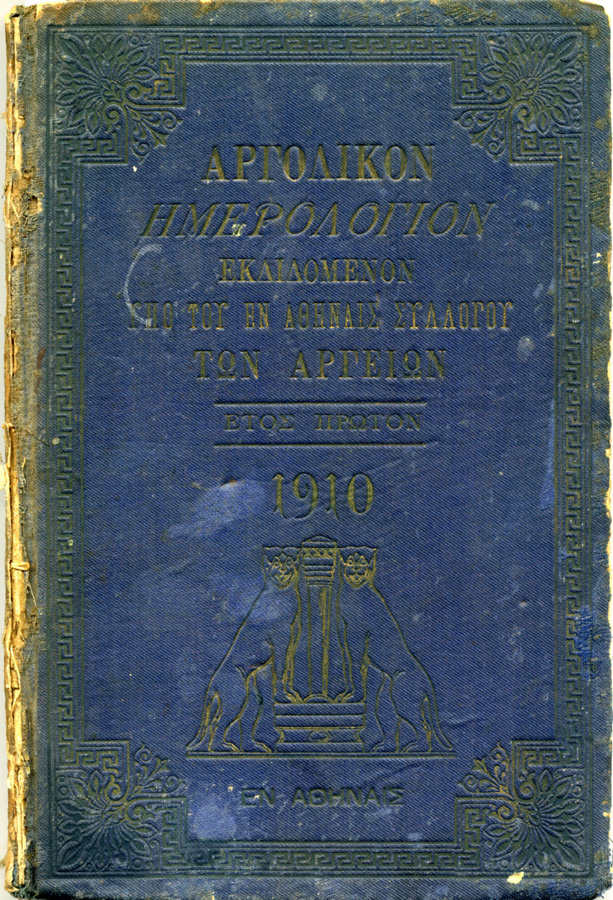 ΑΡΓΟΛΙΚΟΝ
ΗΜΕΡΟΛΟΓΙΟΝ
ΕΚΔΙΔΟΜΕΝΟΝ
ΥΠΟ ΤΟΥ ΕΝ ΑΘΗΝΑΙΣ ΣΥΛΛΟΓΟΥ
ΤΩΝ ΑΡΓΕΙΩΝ
ΕΤΟΣ ΠΡΩΤΟΝ
1910
ΕΝ ΑΘΗΝΑΙΣ